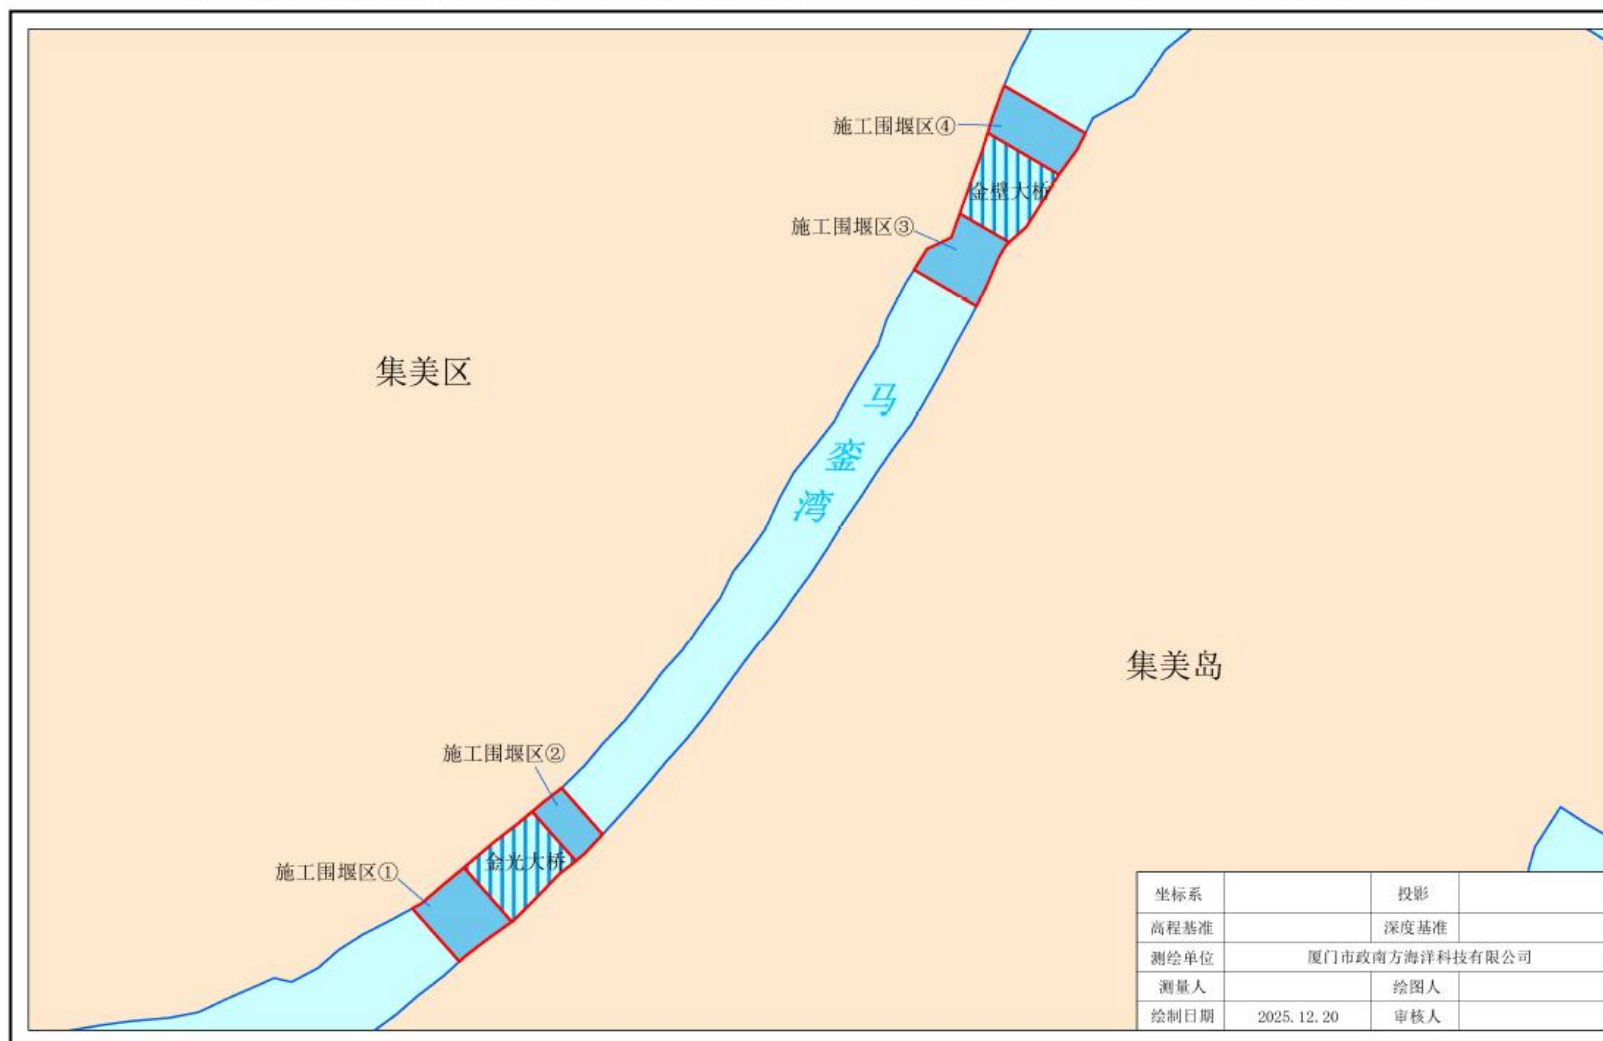 施工围堰区④
金壁大桥
施工围堰区③
集美区
马銮湾
集美岛
施工围堰区②
金光大桥
施工围堰区①
坐标系 投影
高程基准 深度基准
测绘单位 厦门市政南方海洋科技有限公司
测量人 绘图人
绘制日期 2025.12.20 审核人